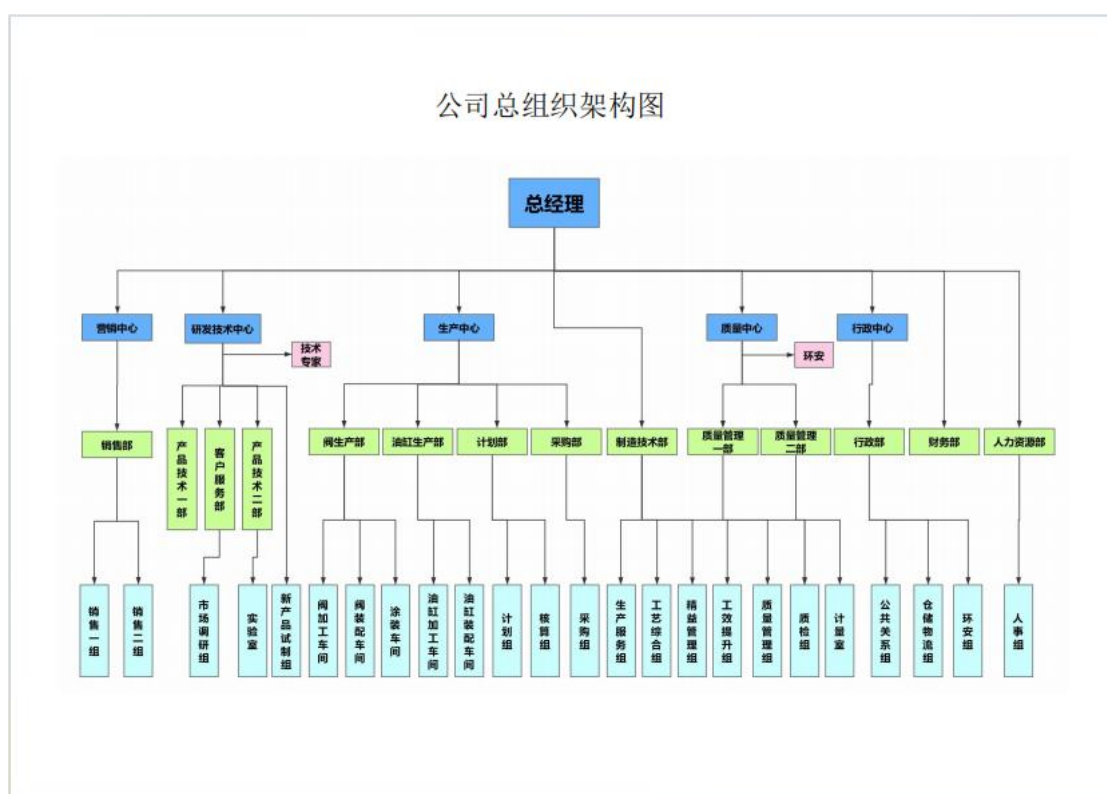 公司总组织架构图
总经理
营销中心
研发技术中心
生产中心
质量中心
行政中心
技术
专家
环安
销售部
产品技术一部
客户服务部
产品技术二部
阀生产部
油缸生产部
计划部
采购部
制造技术部
质量管理
一部
质量管理
二部
行政部
财务部
人力资源部
销售一组
销售二组
市场调研组
实验室
新产品试制组
阀加工车间
阀装配车间
涂装车间
油缸加工车间
油缸装配车间
计划组
核算组
采购组
生产服务组
工艺综合组
精益管理组
工效提升组
质量管理组
质检组
计量室
公共关系组
仓储物流组
环安组
人事组